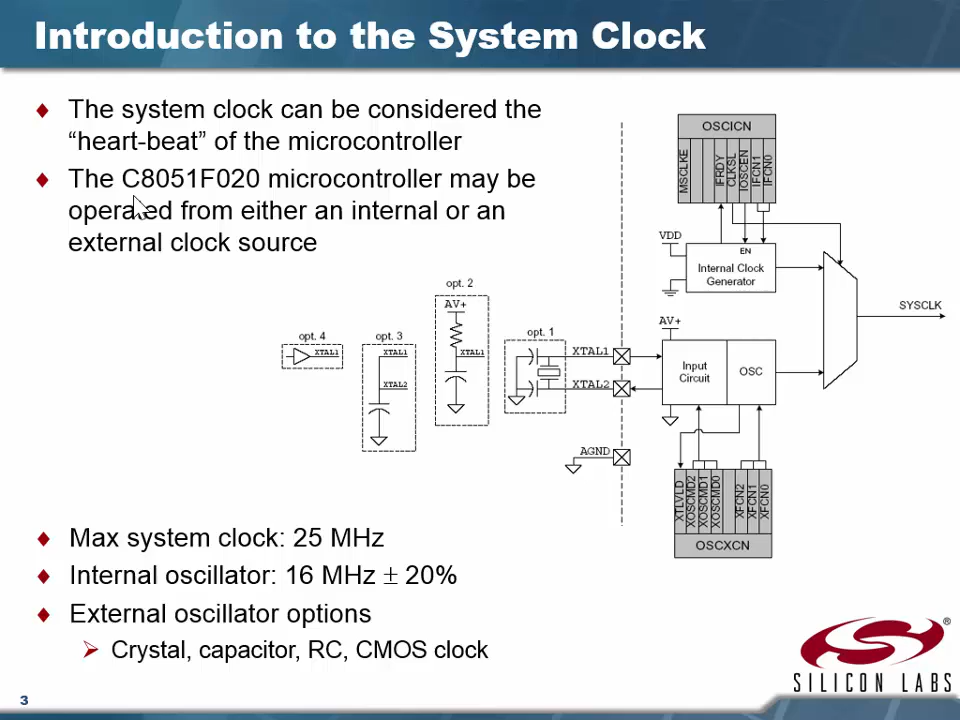 Introduction to the System Clock
The system clock can be considered the
“heart-beat” of the microcontroller
The C8051F020 microcontroller may be
operated from either an internal or an
external clock source
OSCICN
MSCLKE
IFRDY
CLKSL
IOSCEN
IFCN1
IFCN0
VDD
EN
Internal Clock
Generator
SYSCLK
AV+
Input
Circuit
OSC
opt. 4
XTAL1
opt. 3
XTAL1
XTAL2
opt. 2
AV+
XTAL1
opt. 1
XTAL1
XTAL2
AGND
XTLVLD
XOSCMD2
XOSCMD1
XOSCMD0
XFCN2
XFCN1
XFCN0
OSCXCN
Max system clock: 25 MHz
Internal oscillator: 16 MHz ± 20%
External oscillator options
Crystal, capacitor, RC, CMOS clock
3
®
SILICON LABS